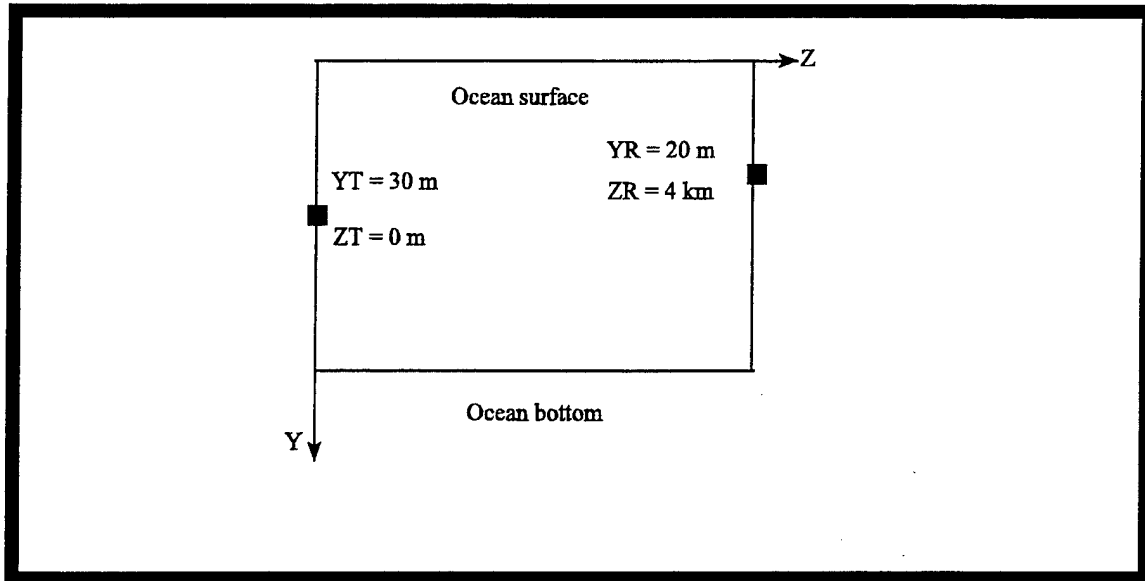 Z
Ocean surface
YR = 20 m
ZR = 4 km
YT = 30 m
ZT = 0 m
Ocean bottom
Y